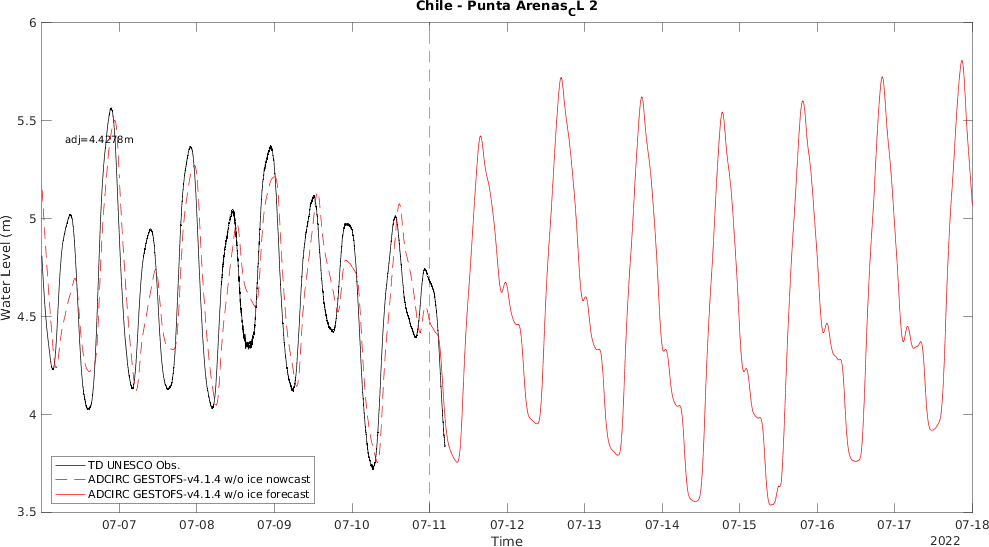 Chile - Punta Arenas_CL 2
6
5.5
5
4.5
4
3.5
Water Level (m)
adj=4.4278m
TD UNESCO Obs.
ADCIRC GESTOFS-v4.1.4 w/o ice nowcast
ADCIRC GESTOFS-v4.1.4 w/o ice forecast
07-07 07-08 07-09 07-10 07-11 07-12 07-13 07-14 07-15 07-16 07-17 07-18
Time
2022